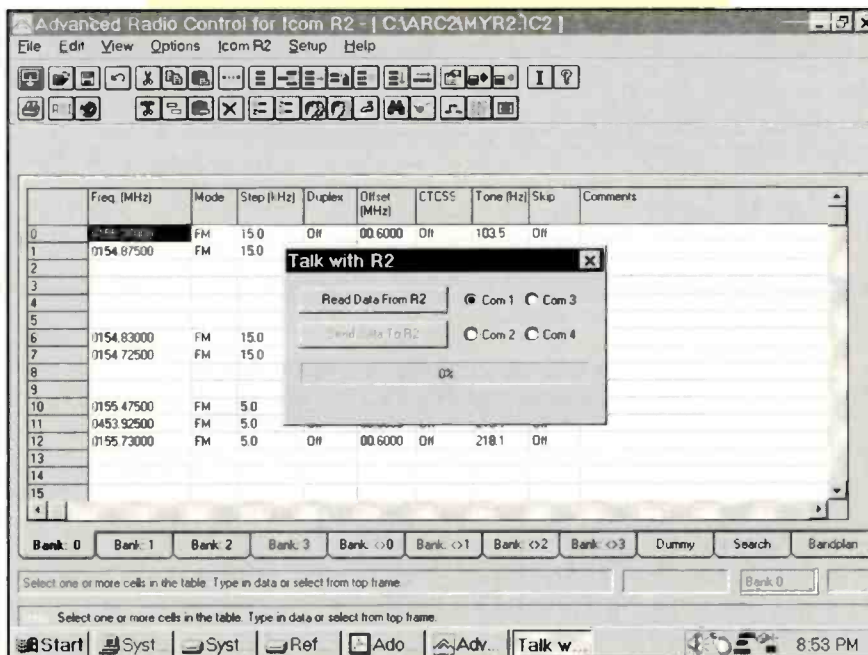 Advanced Radio Control for Icom R2 - [ C:\ARC2\MYR2.IC2 ]
File Edit View Options Icom R2 Setup Help
Freq. (MHz) Mode Step (kHz) Duplex Offset (MHz) CTCSS Tone (Hz) Skip Comments
0 FM 15.0 Off 00.6000 Off 103.5 Off
1 0154.87500 FM 15.0
2
3
4
5
6 0154.83000 FM 15.0
7 0154.72500 FM 15.0
8
9
10 0155.47500 FM 5.0
11 0453.92500 FM 5.0
12 0155.73000 FM 5.0 Off 00.6000 Off 218.1 Off
13
14
15
Talk with R2
Read Data From R2 Com 1 Com 3
Send Data To R2 Com 2 Com 4
0%
Bank: 0 Bank: 1 Bank: 2 Bank: 3 Bank: <>0 Bank: <>1 Bank: <>2 Bank: <>3 Dummy Search Bandplan
Select one or more cells in the table. Type in data or select from top frame. Bank 0
Select one or more cells in the table. Type in data or select from top frame.
Start Syst Syst Ref Ado Adv... Talk w... 8:53 PM